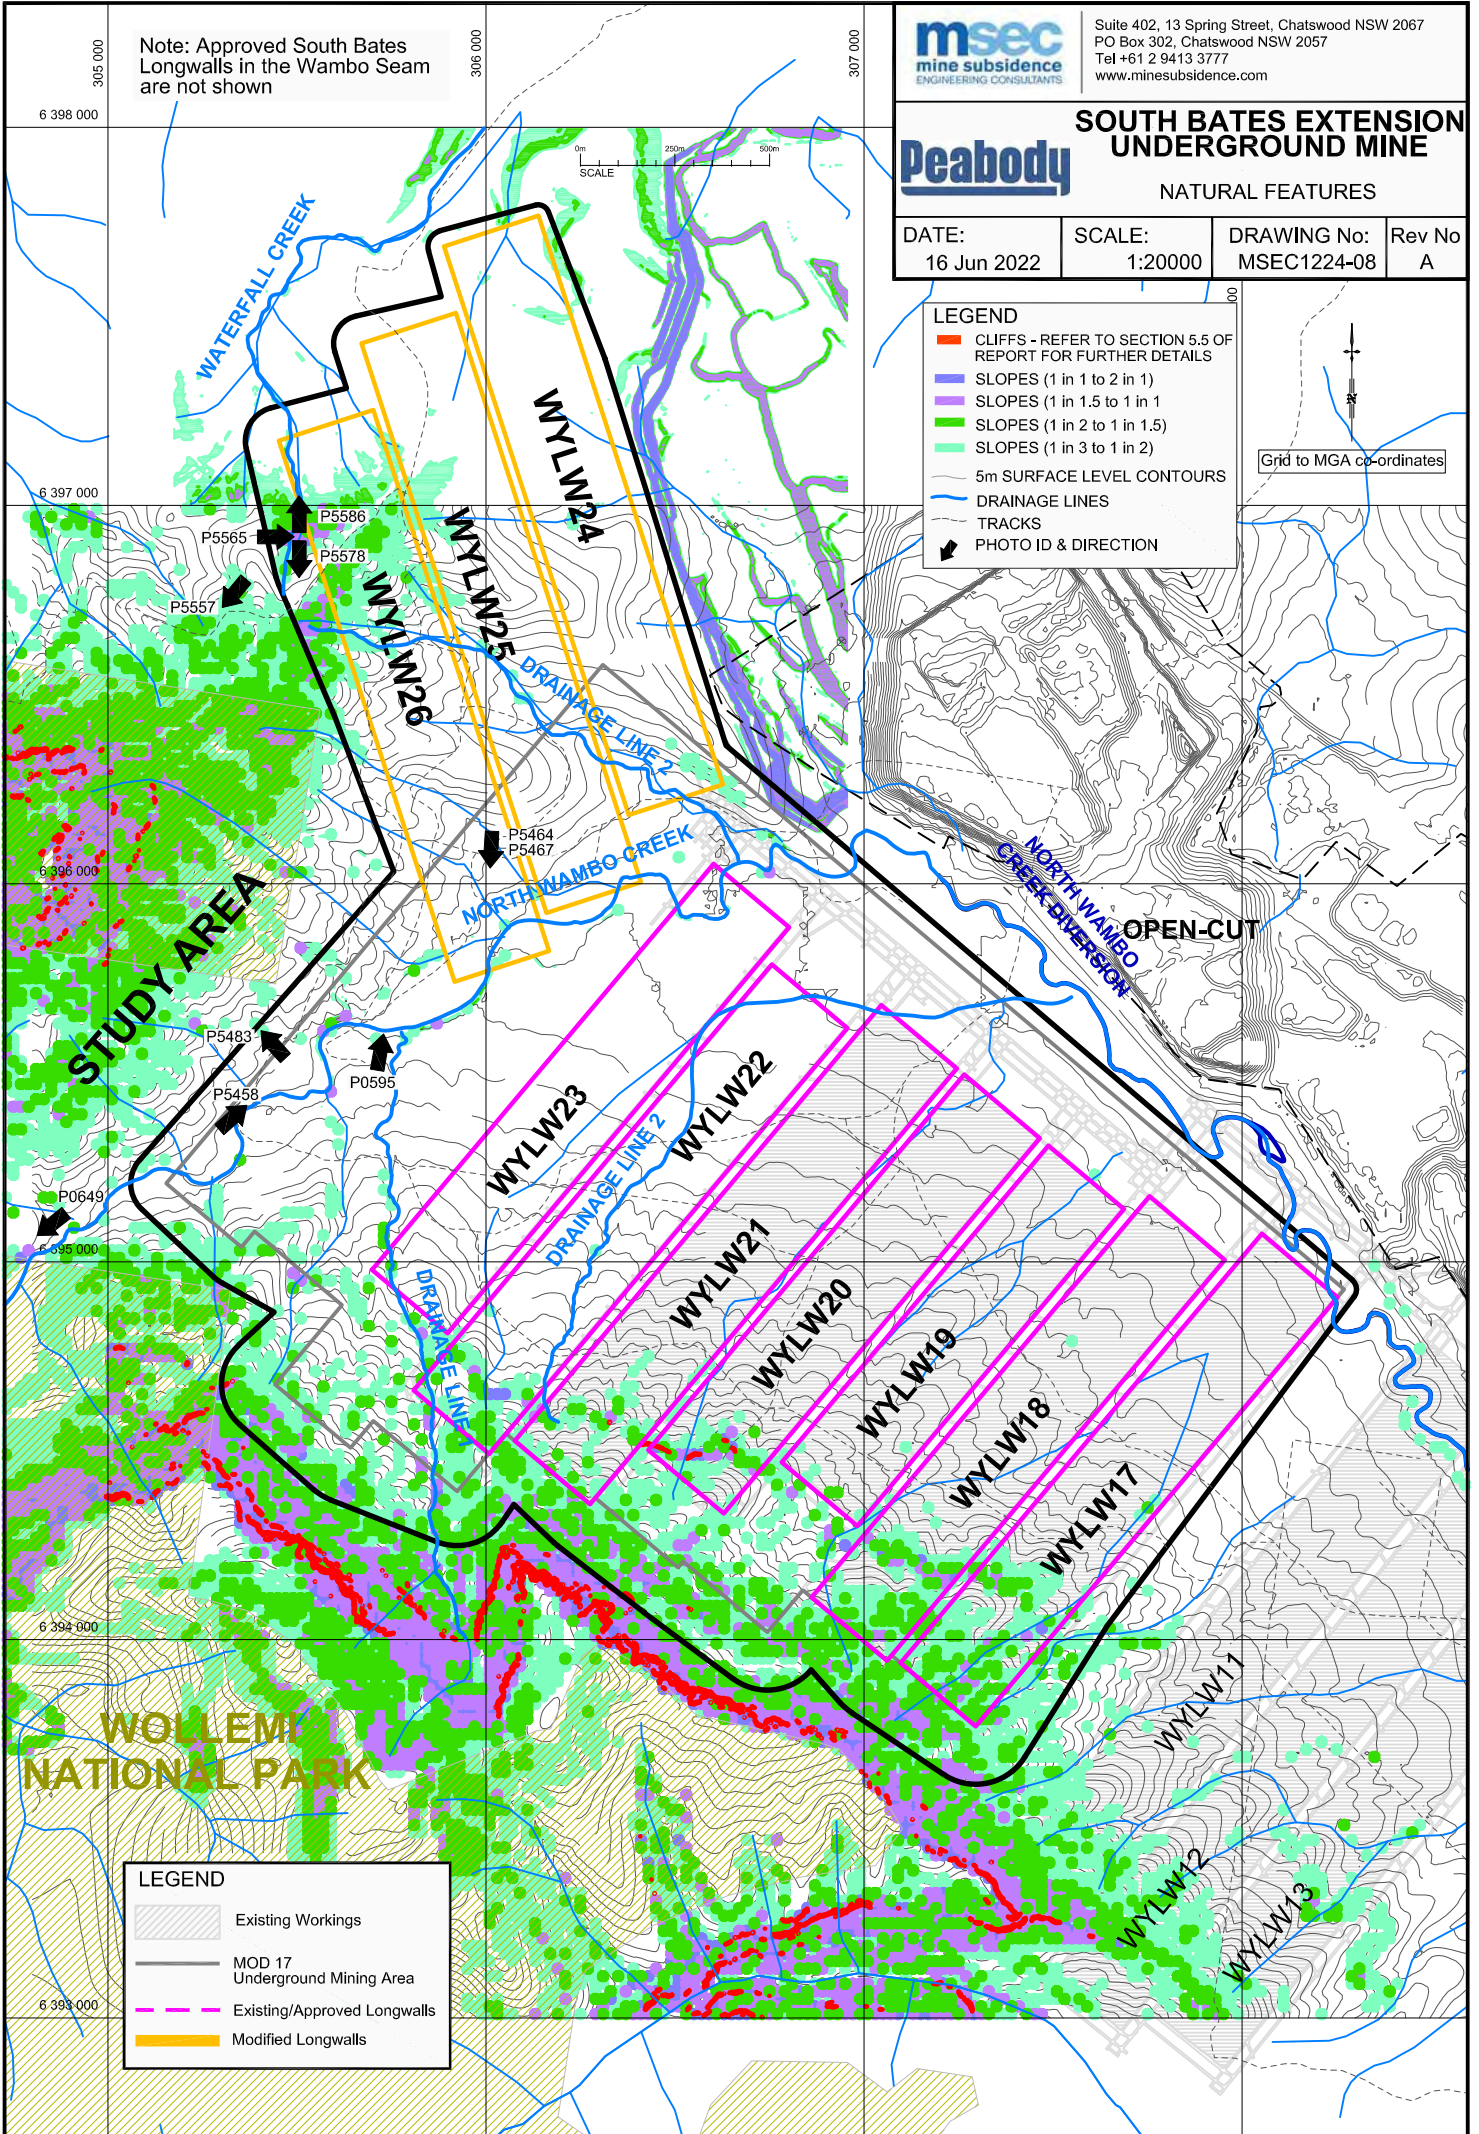 Note: Approved South Bates
Longwalls in the Wambo Seam
are not shown
305 000
306 000
307 000
msec
mine subsidence
ENGINEERING CONSULTANTS
Suite 402, 13 Spring Street, Chatswood NSW 2067
PO Box 302, Chatswood NSW 2057
Tel +61 2 9413 3777
www.minesubsidence.com
Peabody
SOUTH BATES EXTENSION
UNDERGROUND MINE
NATURAL FEATURES
DATE:
16 Jun 2022
SCALE:
1:20000
DRAWING No:
MSEC1224-08
Rev No
A
6 398 000
0m
250m
500m
SCALE
LEGEND
CLIFFS - REFER TO SECTION 5.5 OF
REPORT FOR FURTHER DETAILS
SLOPES (1 in 1 to 2 in 1)
SLOPES (1 in 1.5 to 1 in 1
SLOPES (1 in 2 to 1 in 1.5)
SLOPES (1 in 3 to 1 in 2)
5m SURFACE LEVEL CONTOURS
DRAINAGE LINES
TRACKS
PHOTO ID & DIRECTION
00
N
Grid to MGA co-ordinates
WATERFALL CREEK
WYLW24
WYLW25
WYLW26
6 397 000
P5586
P5565
P5578
P5557
DRAINAGE LINE 2
P5464
P5467
NORTH WAMBO CREEK
6 396 000
NORTH WAMBO
CREEK DIVERSION
OPEN-CUT
STUDY AREA
P5483
P0595
P5458
P0649
6 395 000
WYLW23
WYLW22
DRAINAGE LINE 2
WYLW21
WYLW20
WYLW19
WYLW18
WYLW17
DRAINAGE LINE 1
6 394 000
WOLLEMI
NATIONAL PARK
WYLW11
WYLW12
WYLW13
LEGEND
Existing Workings
MOD 17
Underground Mining Area
Existing/Approved Longwalls
Modified Longwalls
6 393 000